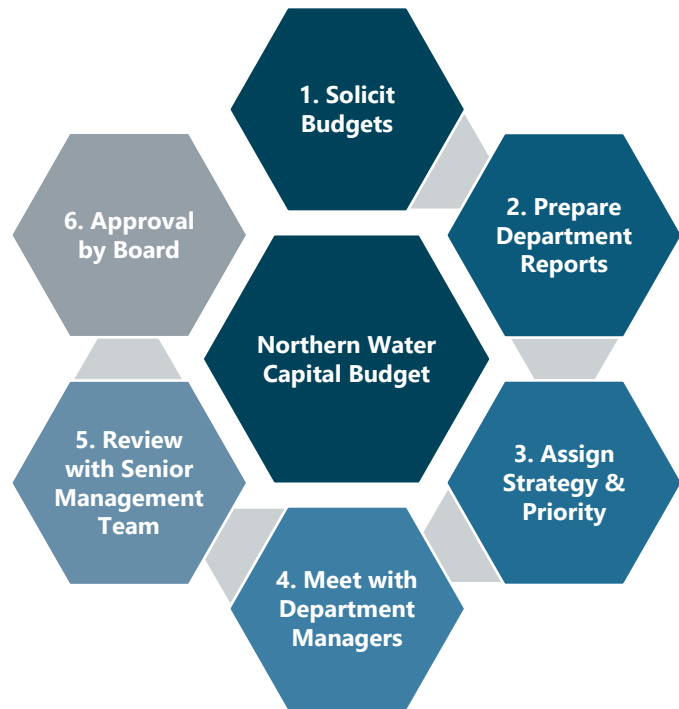 1. Solicit
Budgets
2. Prepare
Department
Reports
3. Assign
Strategy &
Priority
4. Meet with
Department
Managers
5. Review
with Senior
Management
Team
6. Approval
by Board
Northern Water
Capital Budget